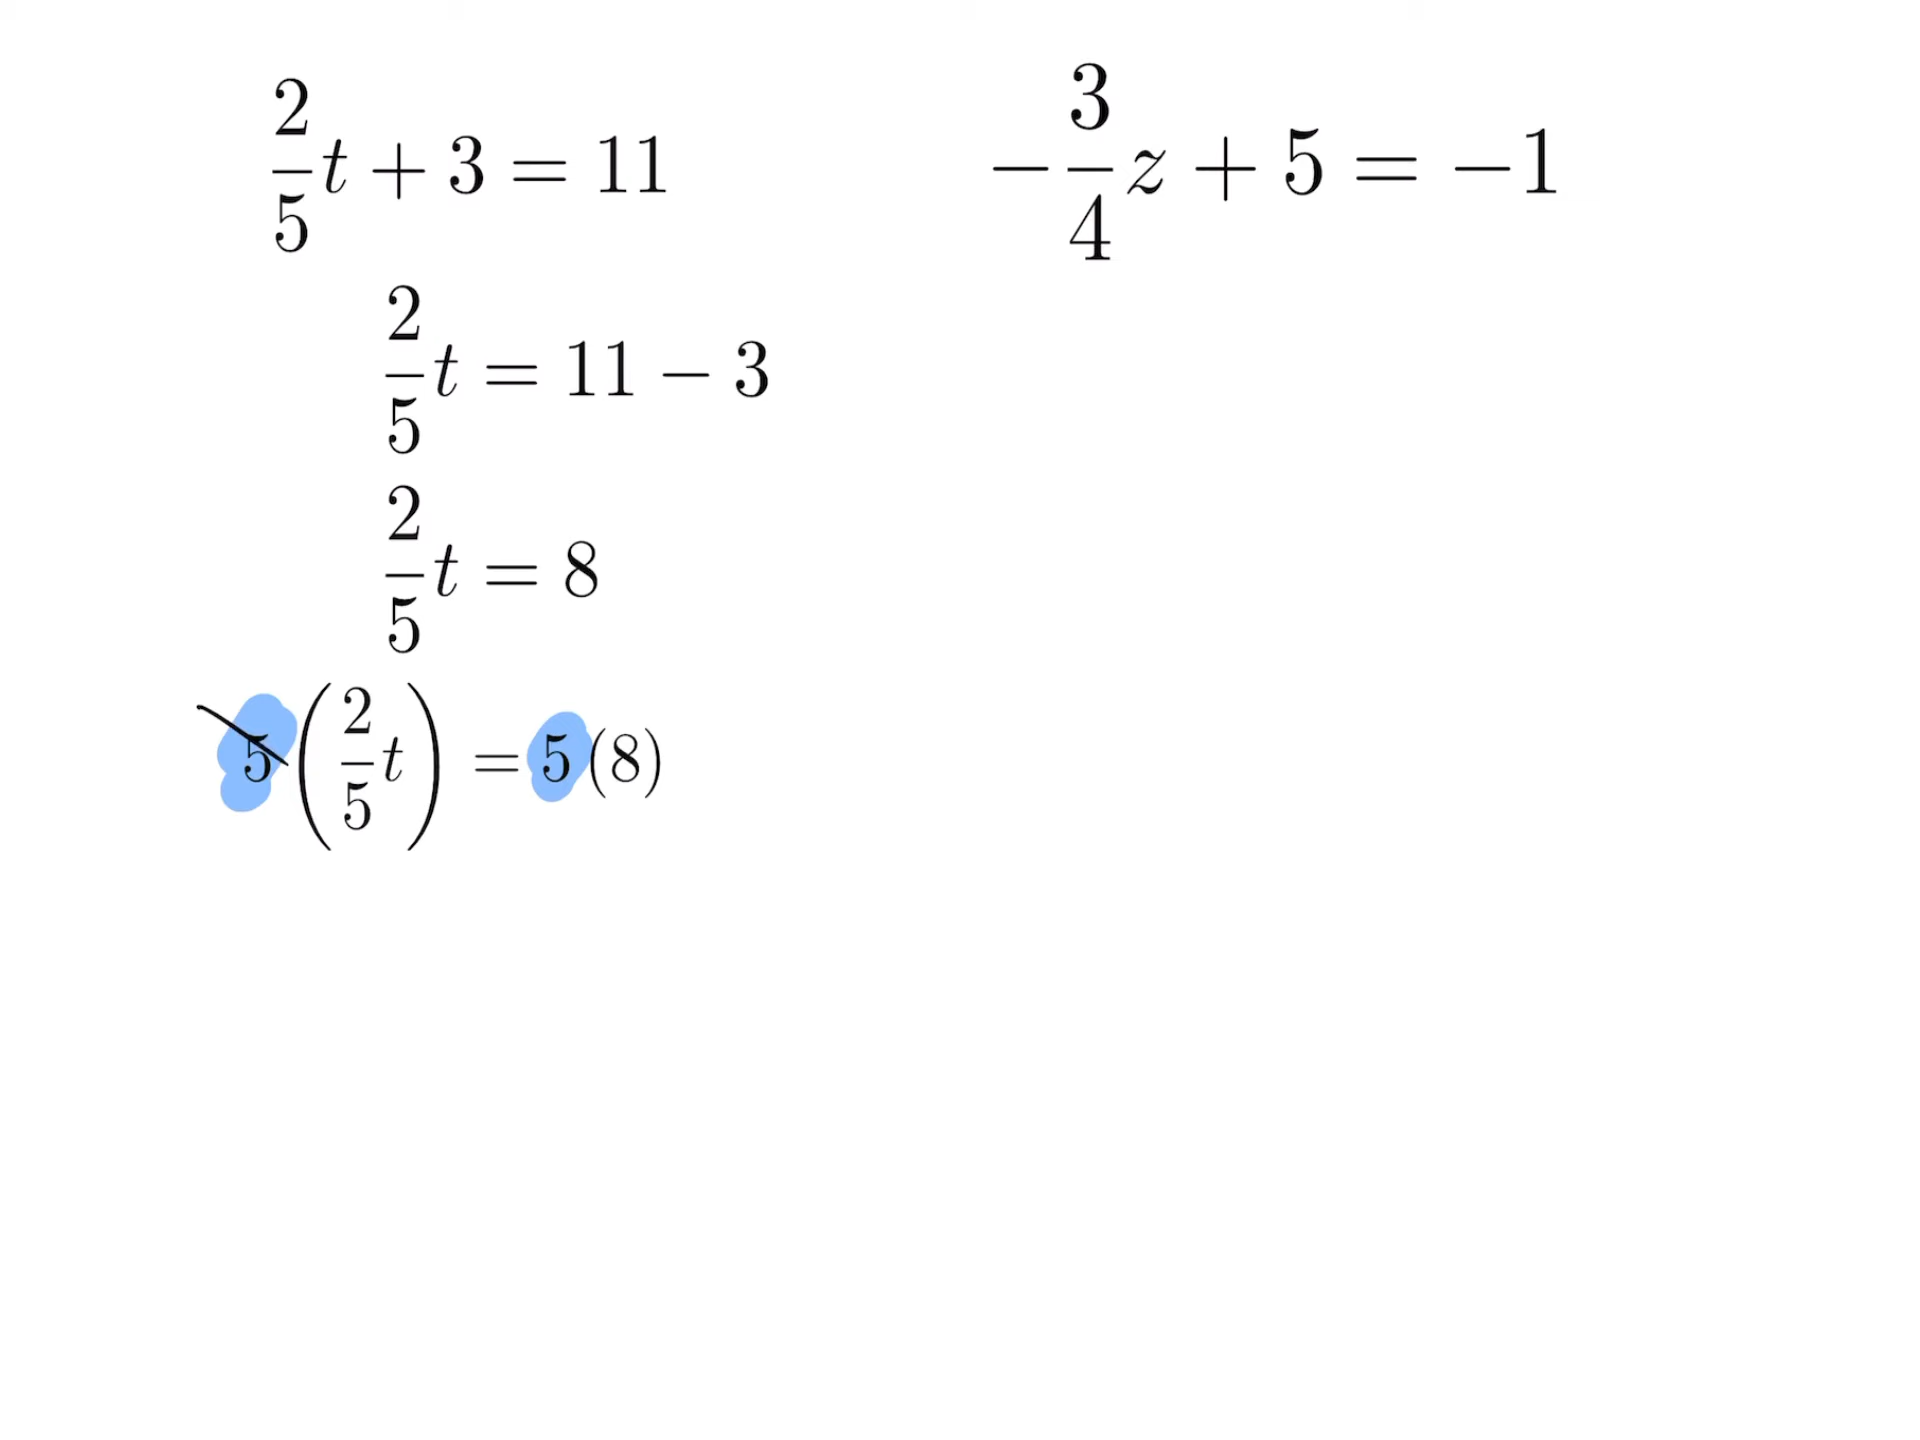 2/5 t + 3 = 11
2/5 t = 11 − 3
2/5 t = 8
5 (2/5 t) = 5 (8)
−3/4 z + 5 = −1